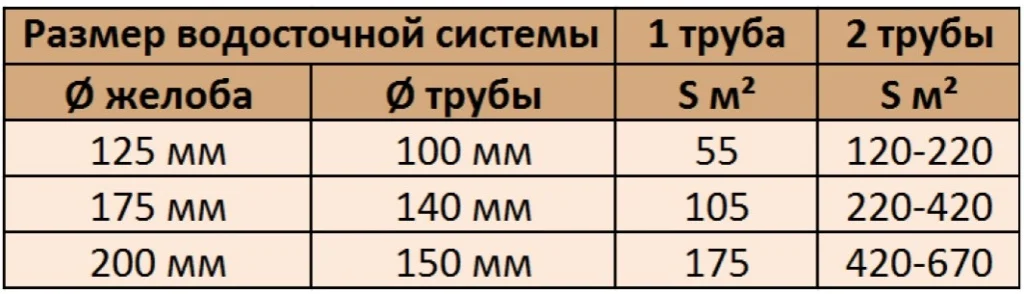 Размер водосточной системы 1 труба 2 трубы
Ø желоба Ø трубы S м² S м²
125 мм 100 мм 55 120-220
175 мм 140 мм 105 220-420
200 мм 150 мм 175 420-670